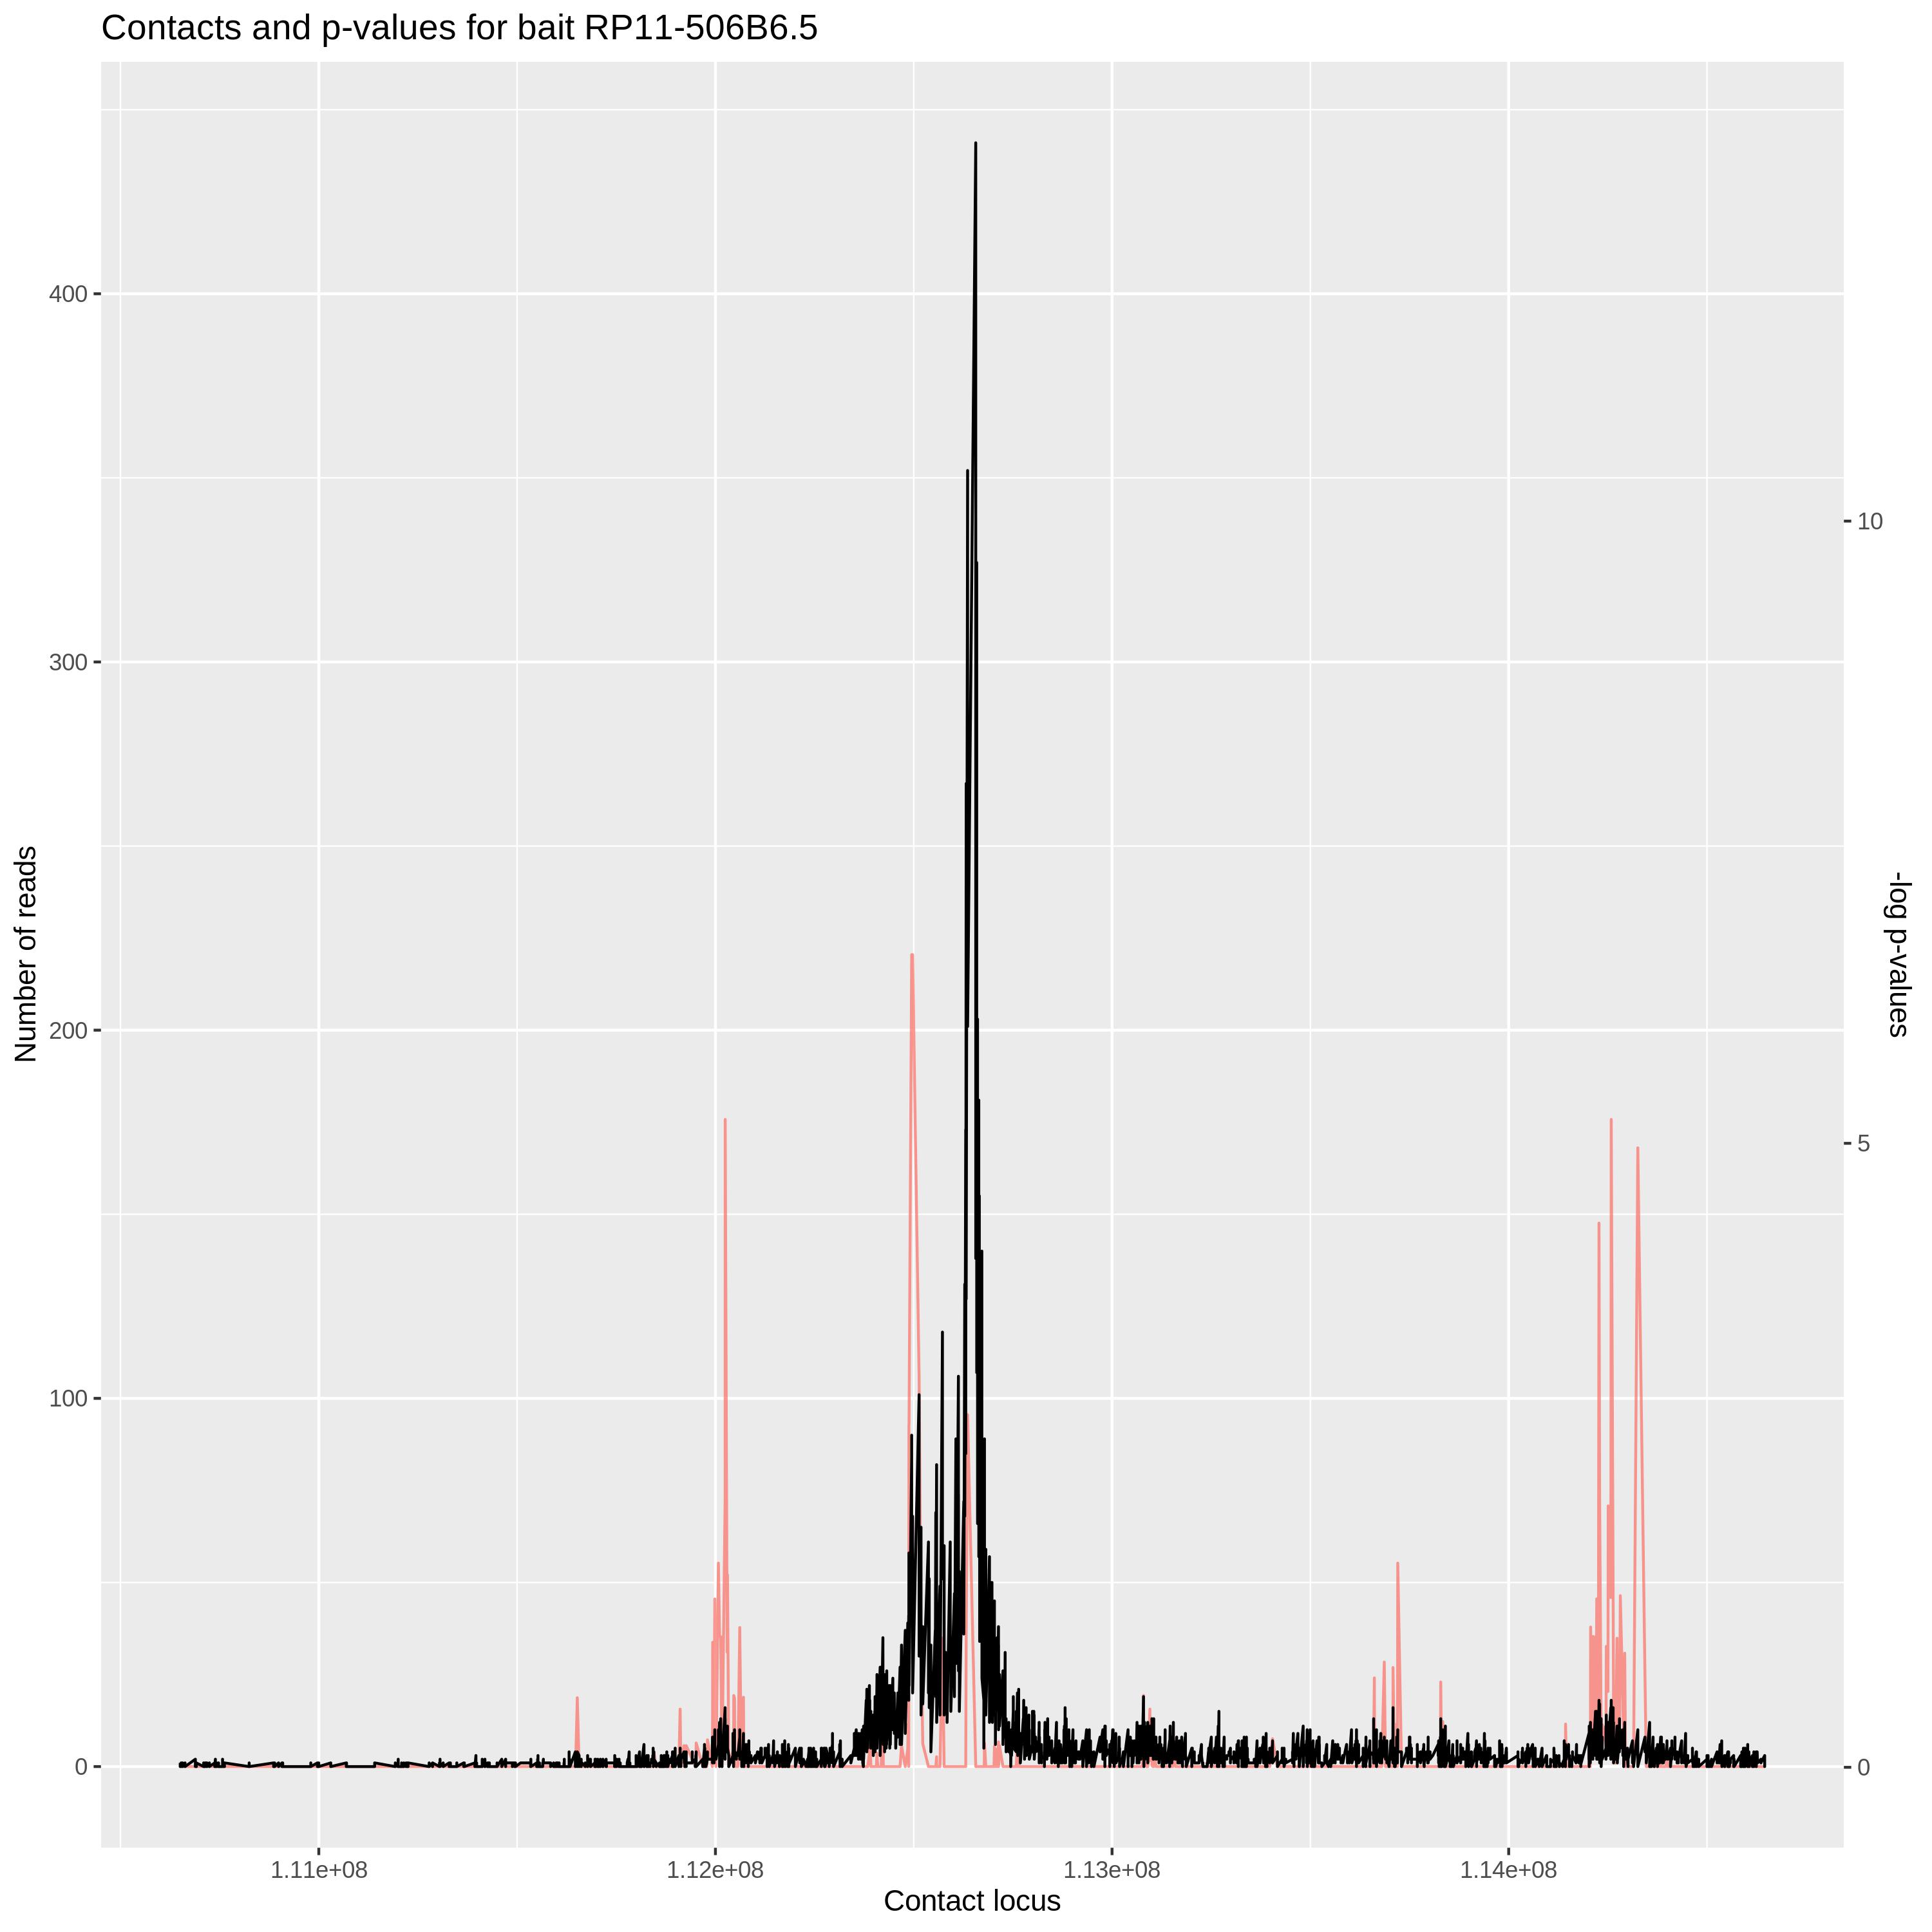 Contacts and p-values for bait RP11-506B6.5
400
300
200
100
0
Number of reads
10
5
0
-log p-values
1.11e+08
1.12e+08
1.13e+08
1.14e+08
Contact locus